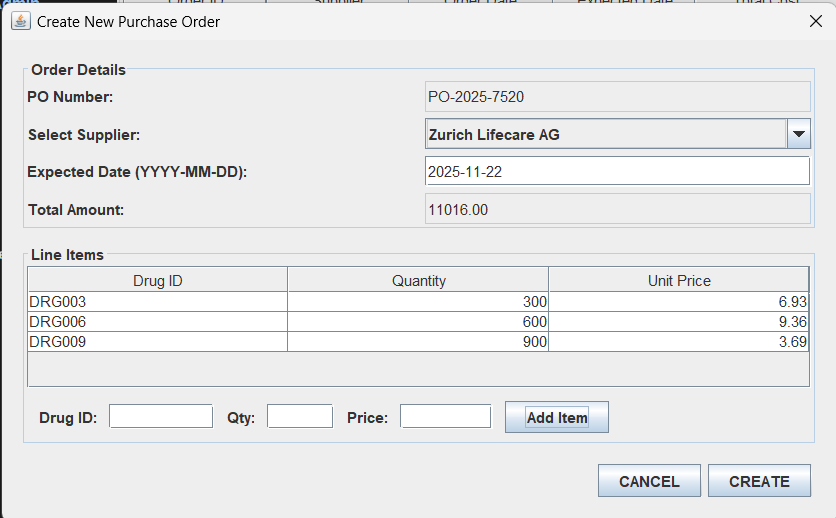 Create New Purchase Order
Order Details
PO Number: PO-2025-7520
Select Supplier: Zurich Lifecare AG
Expected Date (YYYY-MM-DD): 2025-11-22
Total Amount: 11016.00
Line Items
Drug ID Quantity Unit Price
DRG003 300 6.93
DRG006 600 9.36
DRG009 900 3.69
Drug ID: Qty: Price: Add Item
CANCEL CREATE